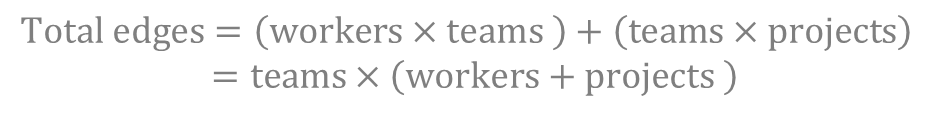 Total edges = (workers × teams ) + (teams × projects)
= teams × (workers + projects )